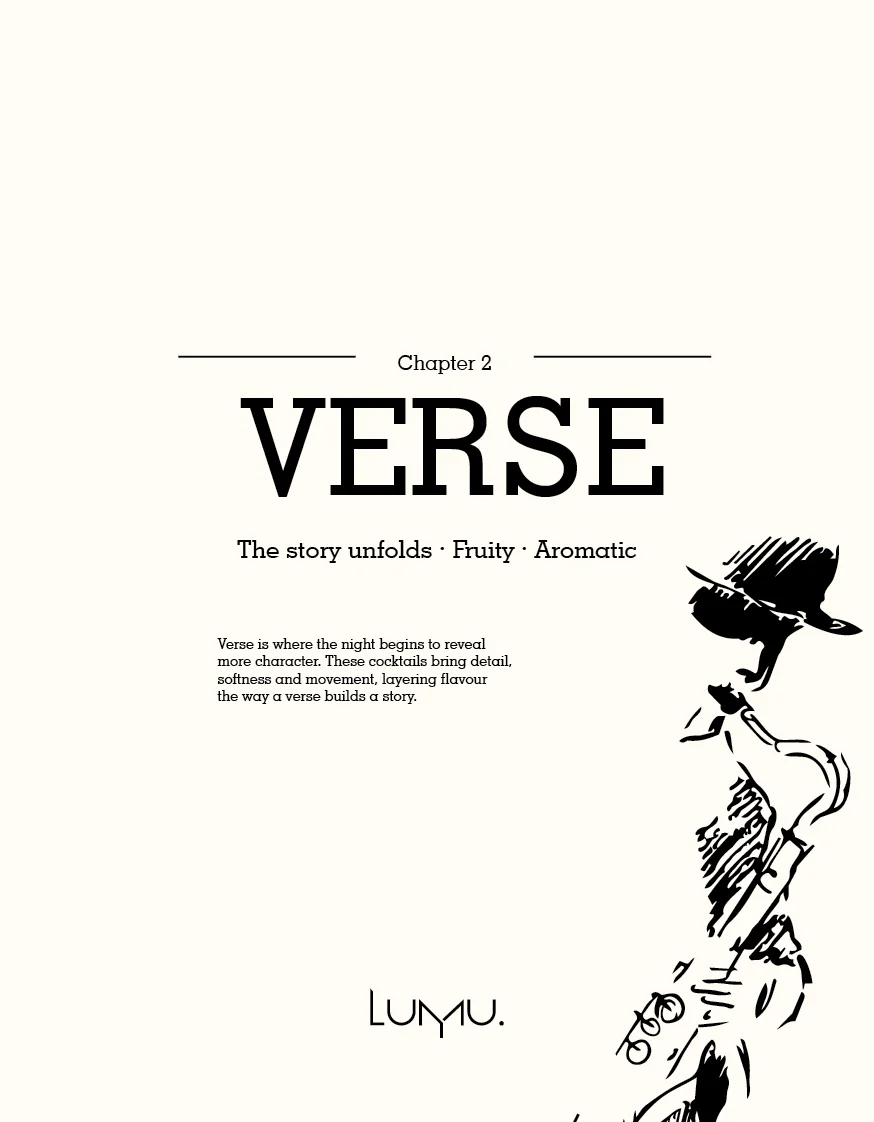 Chapter 2
VERSE
The story unfolds · Fruity · Aromatic
Verse is where the night begins to reveal
more character. These cocktails bring detail,
softness and movement, layering flavour
the way a verse builds a story.
LUMU.